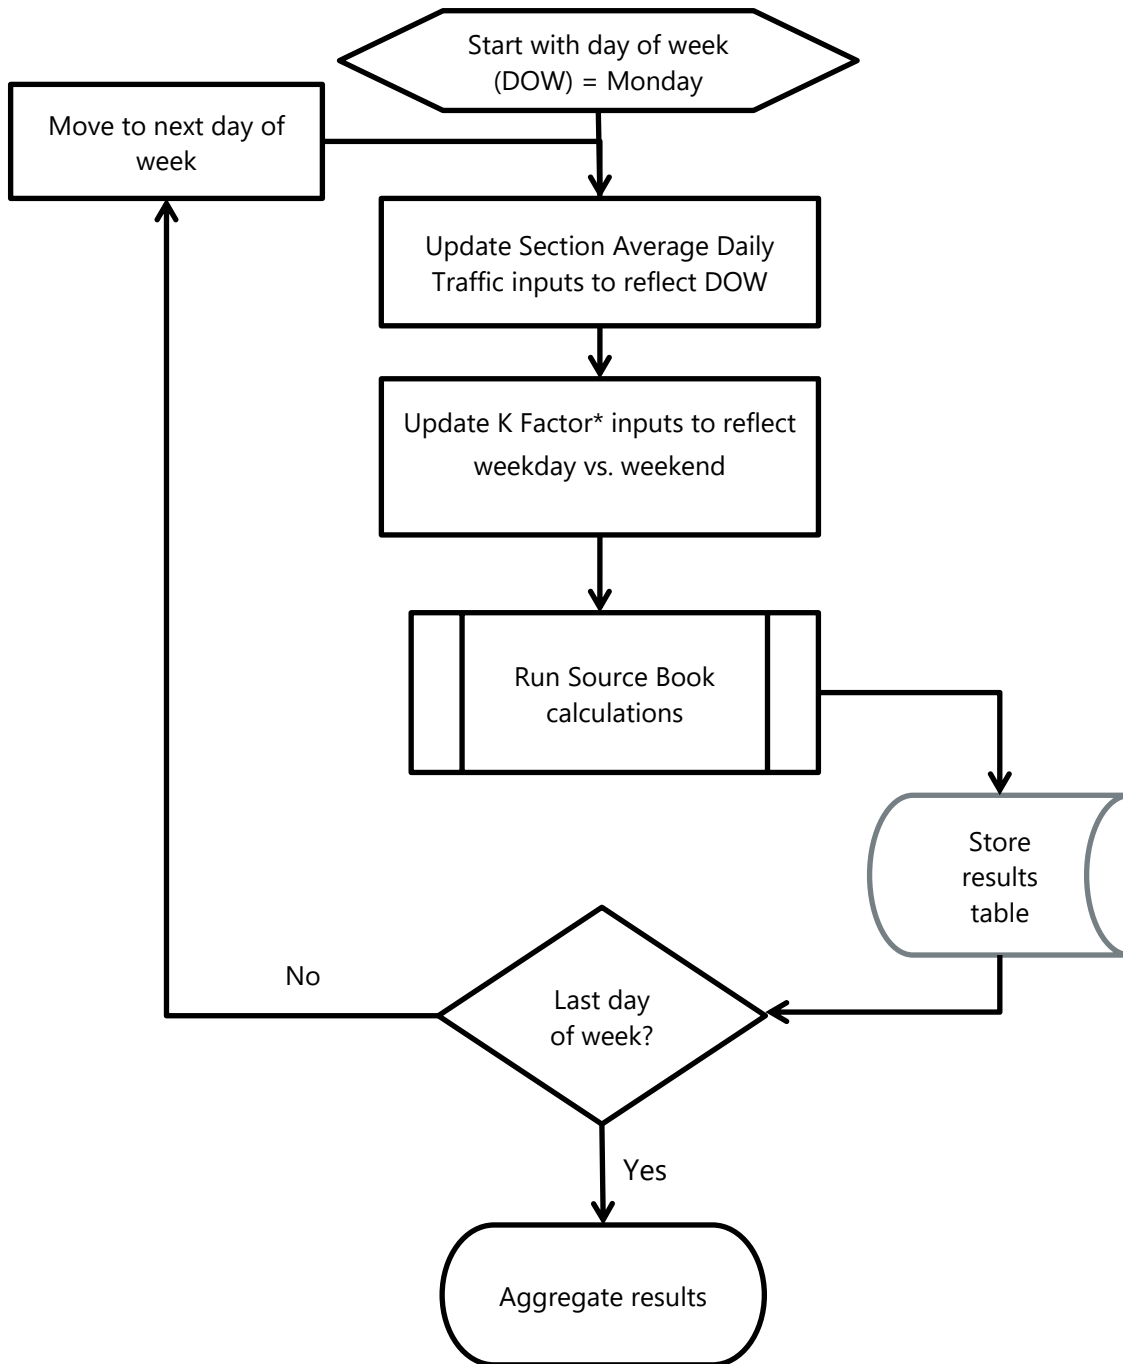 Start with day of week
(DOW) = Monday
Move to next day of
week
Update Section Average Daily
Traffic inputs to reflect DOW
Update K Factor* inputs to reflect
weekday vs. weekend
Run Source Book
calculations
Store
results
table
No
Last day
of week?
Yes
Aggregate results